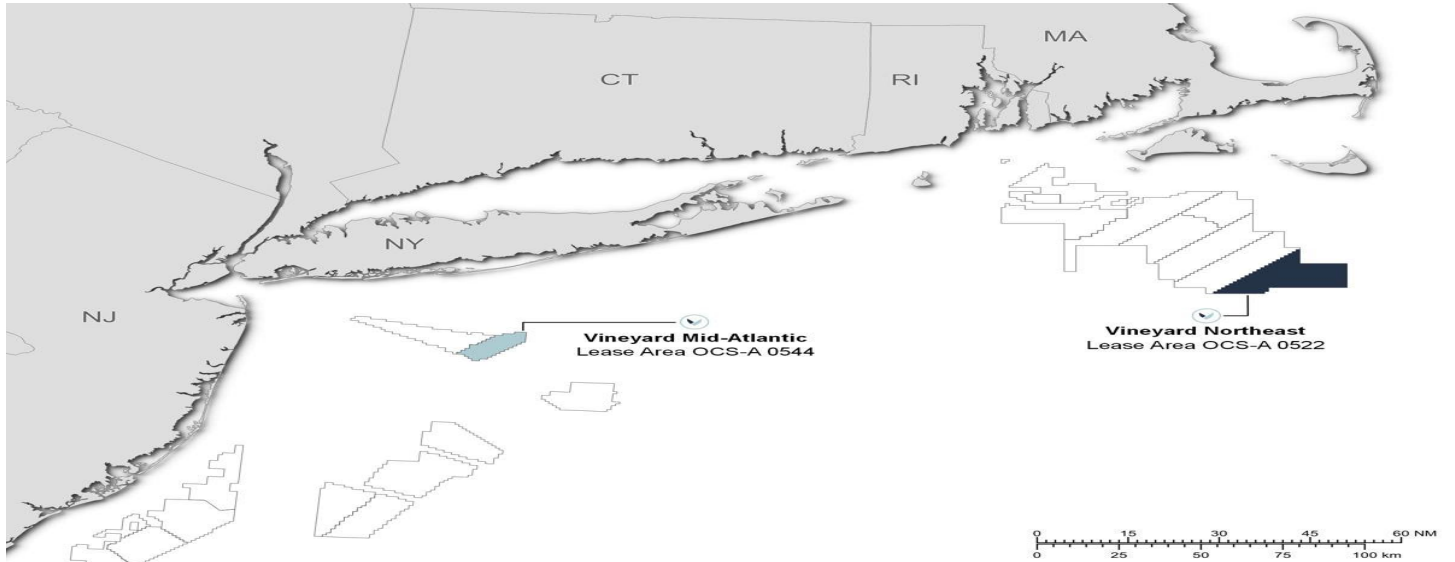 MA
CT
RI
NY
NJ
Vineyard Mid-Atlantic
Lease Area OCS-A 0544
Vineyard Northeast
Lease Area OCS-A 0522
0 15 30 45 60 NM
0 25 50 75 100 km